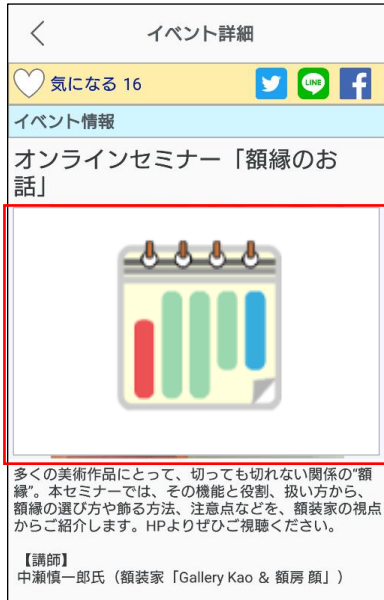 イベント詳細
気になる 16
LINE
イベント情報
オンラインセミナー「額縁のお
話」
多くの美術作品にとって、切っても切れない関係の“額
縁”。本セミナーでは、その機能と役割、扱い方から、
額縁の選び方や飾る方法、注意点などを、額装家の視点
からご紹介します。HPよりぜひご視聴ください。
【講師】
中瀬慎一郎氏（額装家「Gallery Kao ＆ 額房 顔」）